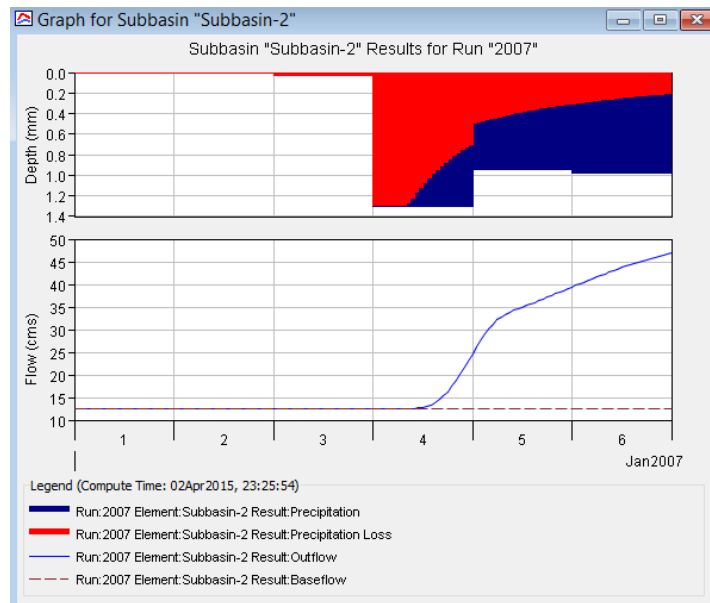 Graph for Subbasin "Subbasin-2"
Subbasin "Subbasin-2" Results for Run "2007"
0.0
0.2
0.4
0.6
0.8
1.0
1.2
1.4
Depth (mm)
50
45
40
35
30
25
20
15
10
Flow (cms)
1 2 3 4 5 6
Jan2007
Legend (Compute Time: 02Apr2015, 23:25:54)
Run:2007 Element:Subbasin-2 Result:Precipitation
Run:2007 Element:Subbasin-2 Result:Precipitation Loss
Run:2007 Element:Subbasin-2 Result:Outflow
Run:2007 Element:Subbasin-2 Result:Baseflow